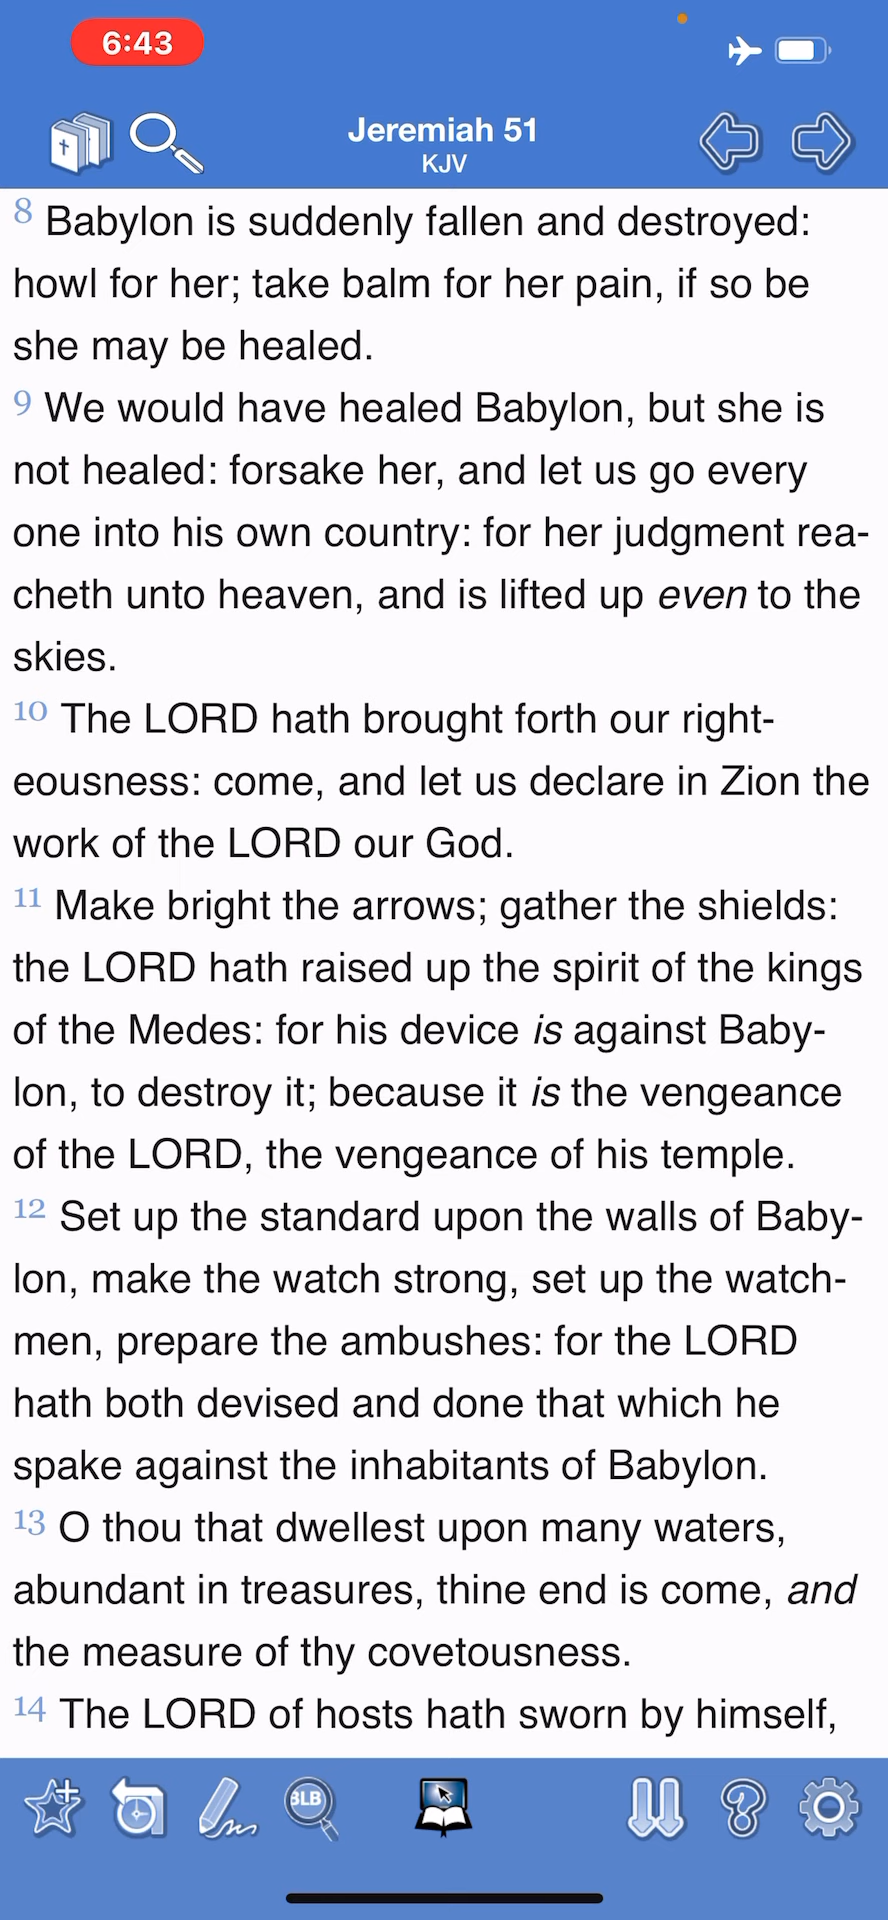 6:43
Jeremiah 51
KJV
8 Babylon is suddenly fallen and destroyed:
howl for her; take balm for her pain, if so be
she may be healed.
9 We would have healed Babylon, but she is
not healed: forsake her, and let us go every
one into his own country: for her judgment rea-
cheth unto heaven, and is lifted up even to the
skies.
10 The LORD hath brought forth our right-
eousness: come, and let us declare in Zion the
work of the LORD our God.
11 Make bright the arrows; gather the shields:
the LORD hath raised up the spirit of the kings
of the Medes: for his device is against Baby-
lon, to destroy it; because it is the vengeance
of the LORD, the vengeance of his temple.
12 Set up the standard upon the walls of Baby-
lon, make the watch strong, set up the watch-
men, prepare the ambushes: for the LORD
hath both devised and done that which he
spake against the inhabitants of Babylon.
13 O thou that dwellest upon many waters,
abundant in treasures, thine end is come, and
the measure of thy covetousness.
14 The LORD of hosts hath sworn by himself,
BLB